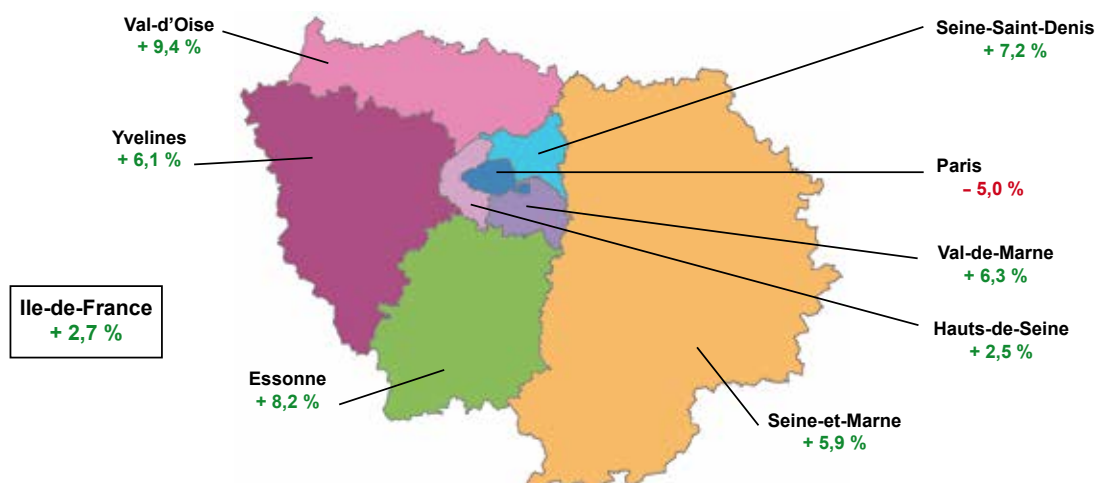 Val-d'Oise
+ 9,4 %
Seine-Saint-Denis
+ 7,2 %
Yvelines
+ 6,1 %
Paris
– 5,0 %
Val-de-Marne
+ 6,3 %
Ile-de-France
+ 2,7 %
Hauts-de-Seine
+ 2,5 %
Essonne
+ 8,2 %
Seine-et-Marne
+ 5,9 %